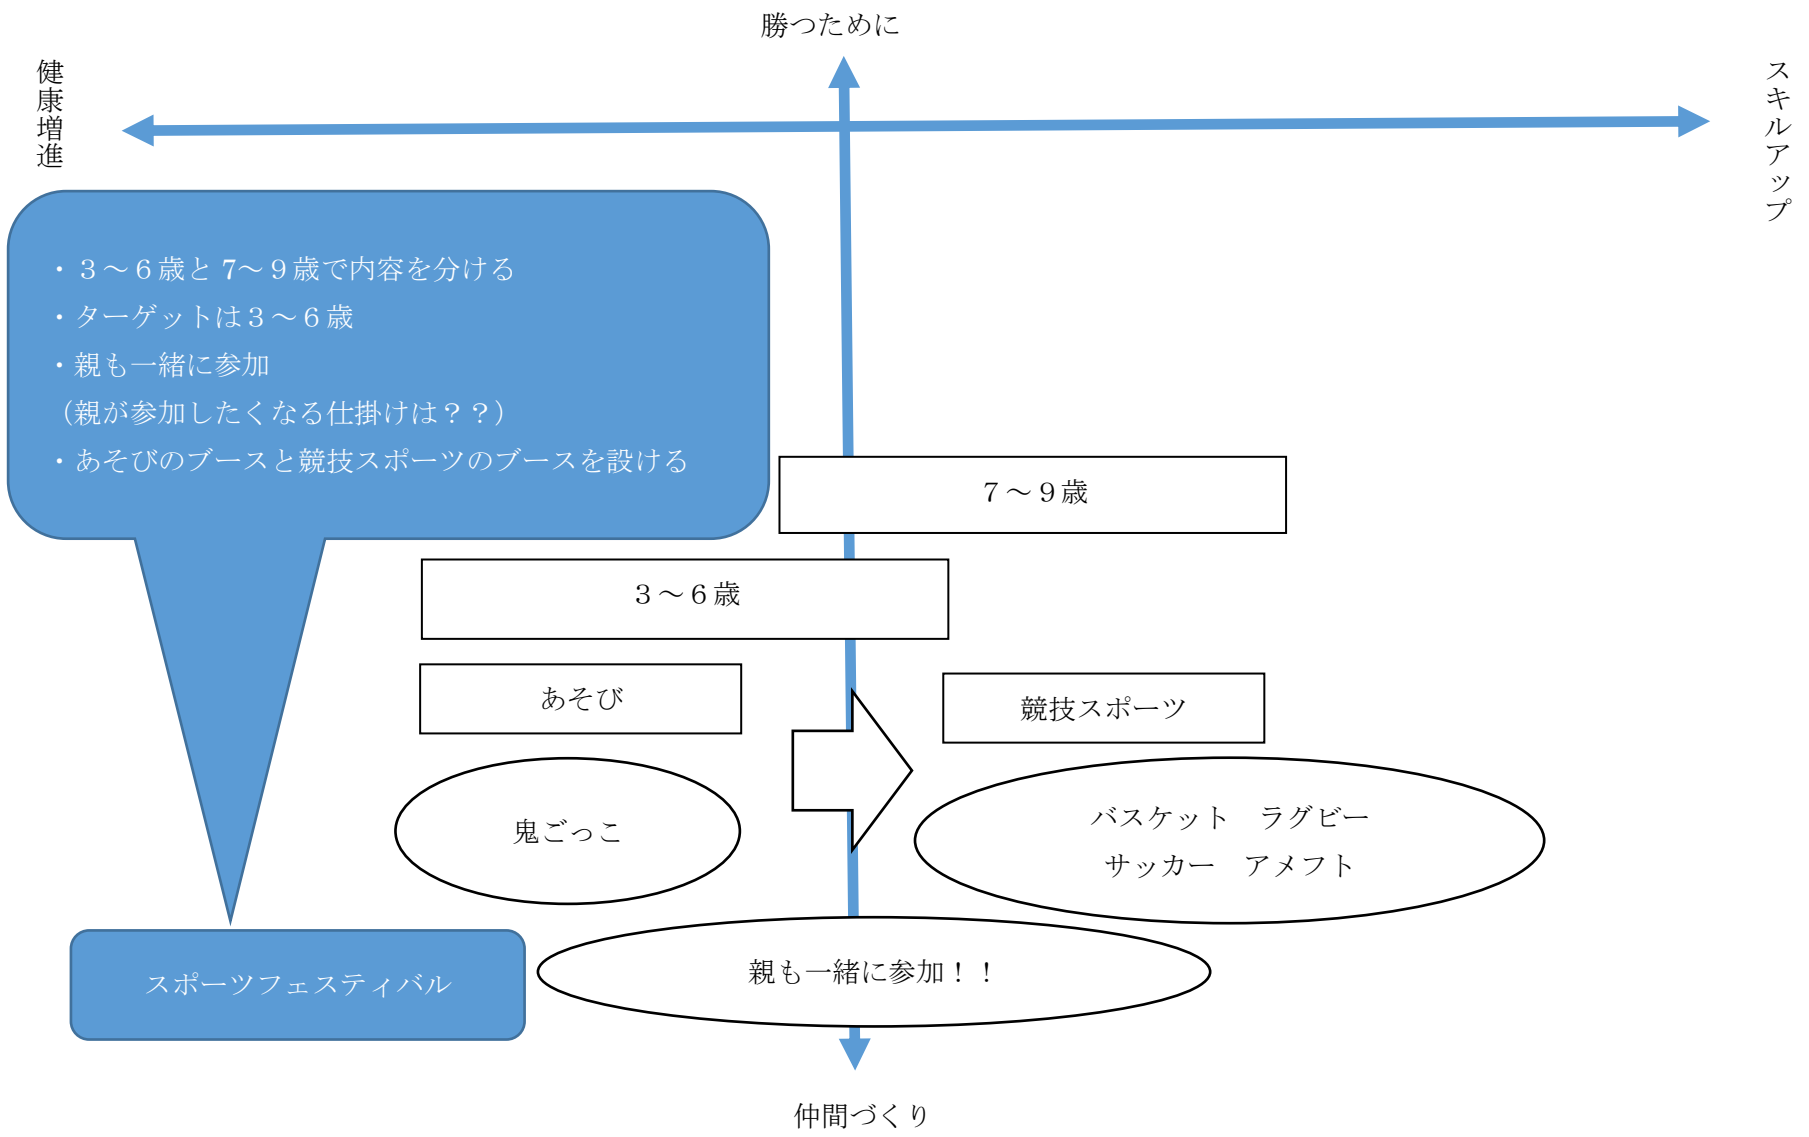 勝つために
健康増進
スキルアップ
・３～６歳と 7～９歳で内容を分ける
・ターゲットは３～６歳
・親も一緒に参加
（親が参加したくなる仕掛けは？？）
・あそびのブースと競技スポーツのブースを設ける
７～９歳
３～６歳
あそび
競技スポーツ
鬼ごっこ
バスケット　ラグビー
サッカー　アメフト
親も一緒に参加！！
スポーツフェスティバル
仲間づくり